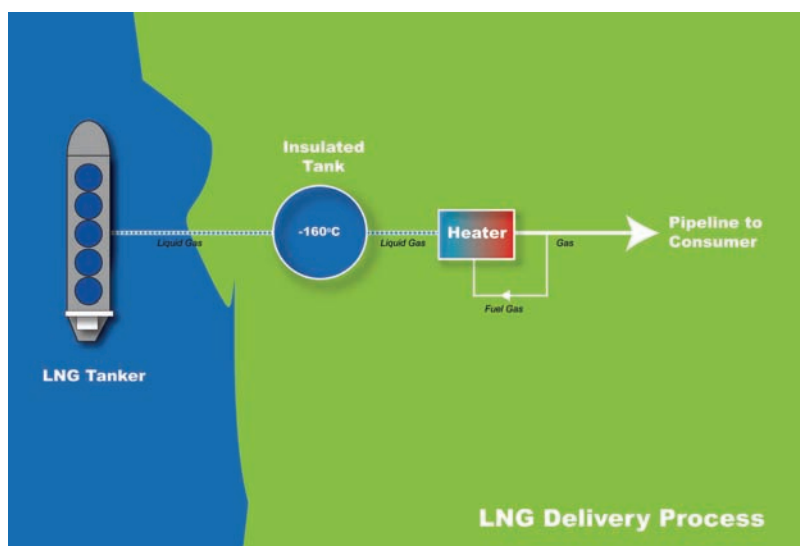 Insulated
Tank
-160°C
Liquid Gas
Liquid Gas
Heater
Gas
Pipeline to
Consumer
Fuel Gas
LNG Tanker
LNG Delivery Process